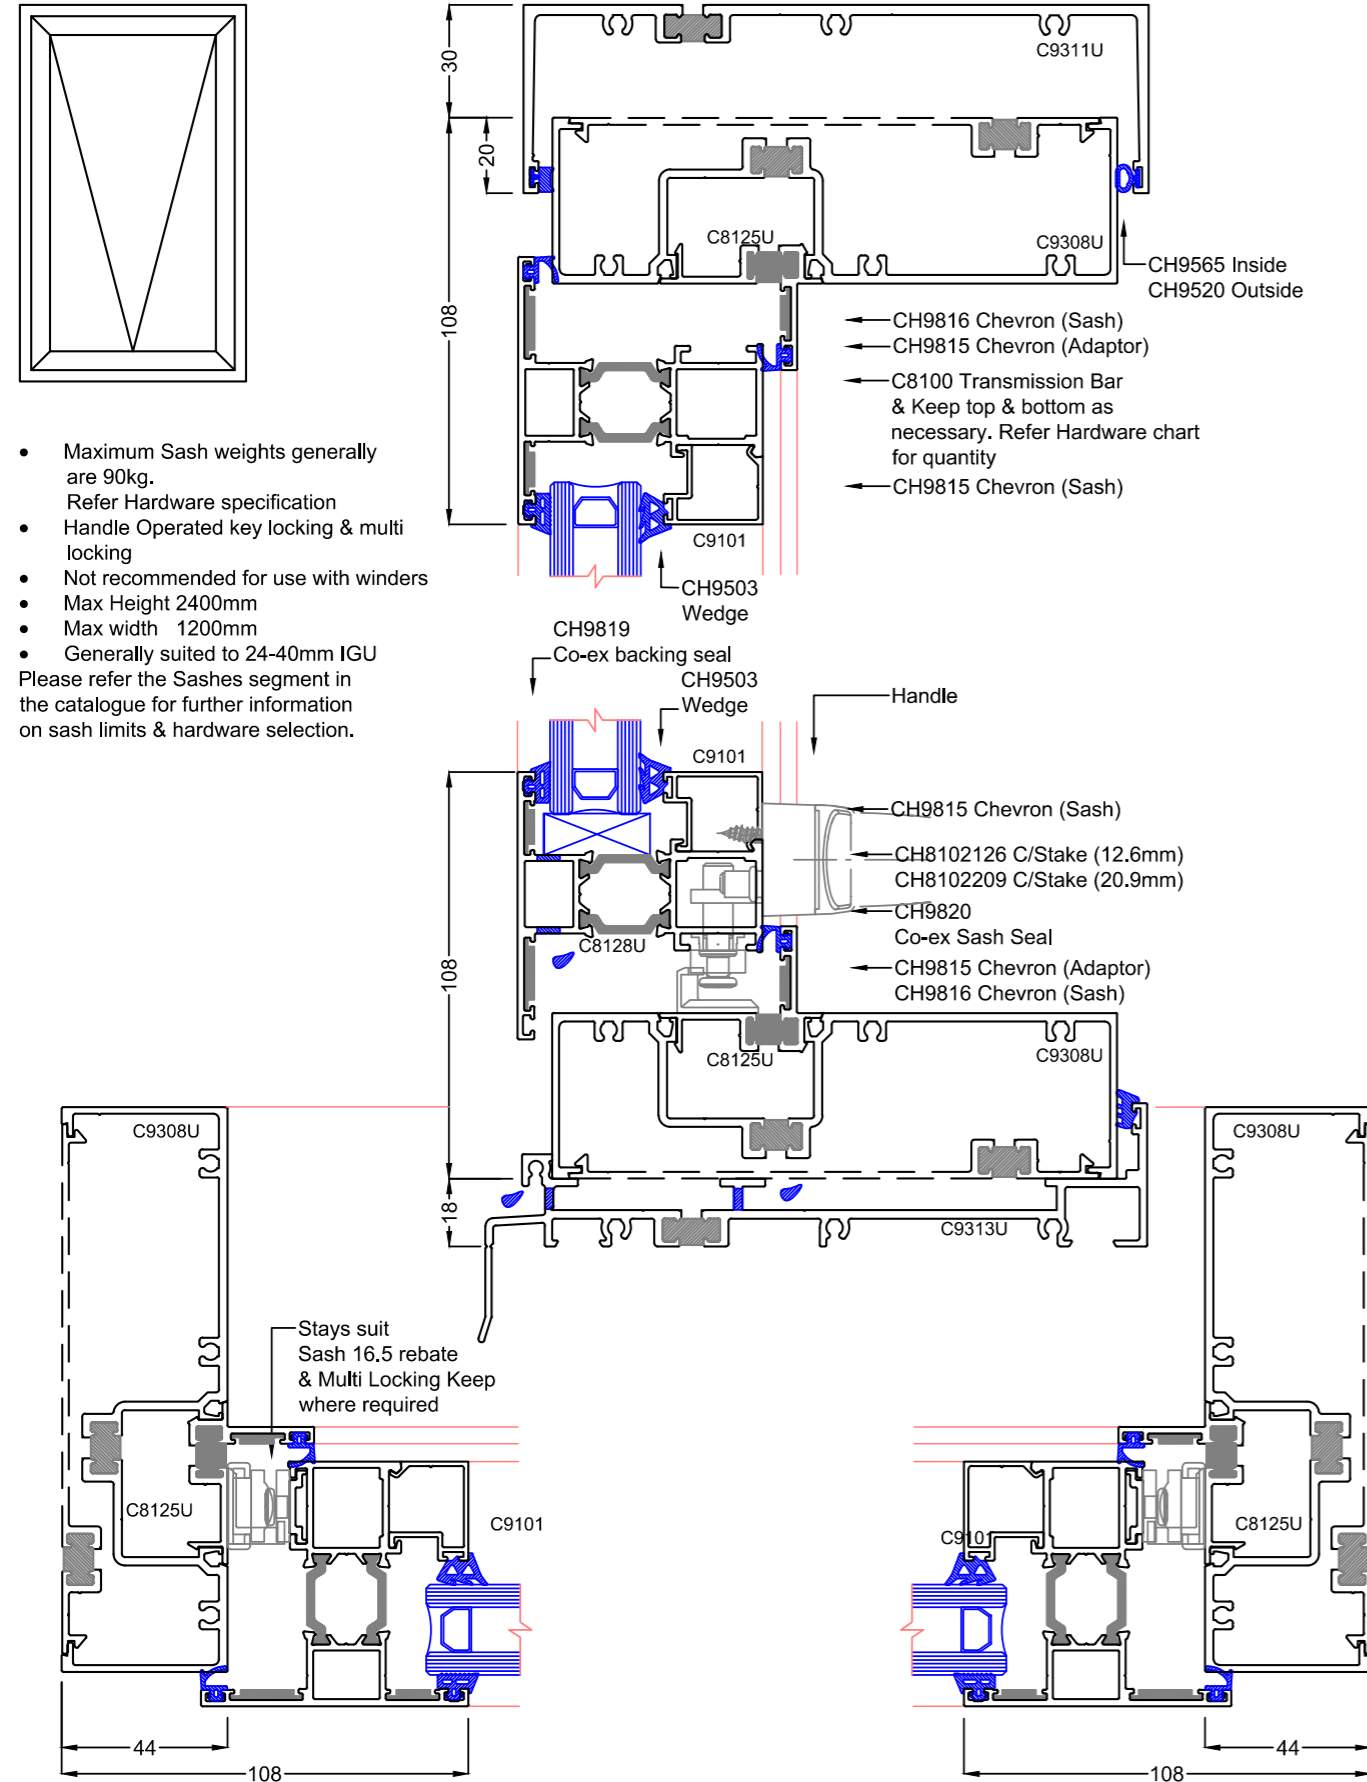 30
20
108
C9311U
C8125U
C9308U
CH9565 Inside
CH9520 Outside
CH9816 Chevron (Sash)
CH9815 Chevron (Adaptor)
C8100 Transmission Bar
& Keep top & bottom as
necessary. Refer Hardware chart
for quantity
CH9815 Chevron (Sash)
C9101
CH9503
Wedge
• Maximum Sash weights generally
are 90kg.
Refer Hardware specification
• Handle Operated key locking & multi
locking
• Not recommended for use with winders
• Max Height 2400mm
• Max width 1200mm
• Generally suited to 24-40mm IGU
Please refer the Sashes segment in
the catalogue for further information
on sash limits & hardware selection.
CH9819
Co-ex backing seal
CH9503
Wedge
Handle
C9101
CH9815 Chevron (Sash)
CH8102126 C/Stake (12.6mm)
CH8102209 C/Stake (20.9mm)
CH9820
Co-ex Sash Seal
C8128U
108
CH9815 Chevron (Adaptor)
CH9816 Chevron (Sash)
C8125U
C9308U
18
C9313U
C9308U
Stays suit
Sash 16.5 rebate
& Multi Locking Keep
where required
C8125U
C9101
44
108
C9308U
C9101
C8125U
44
108